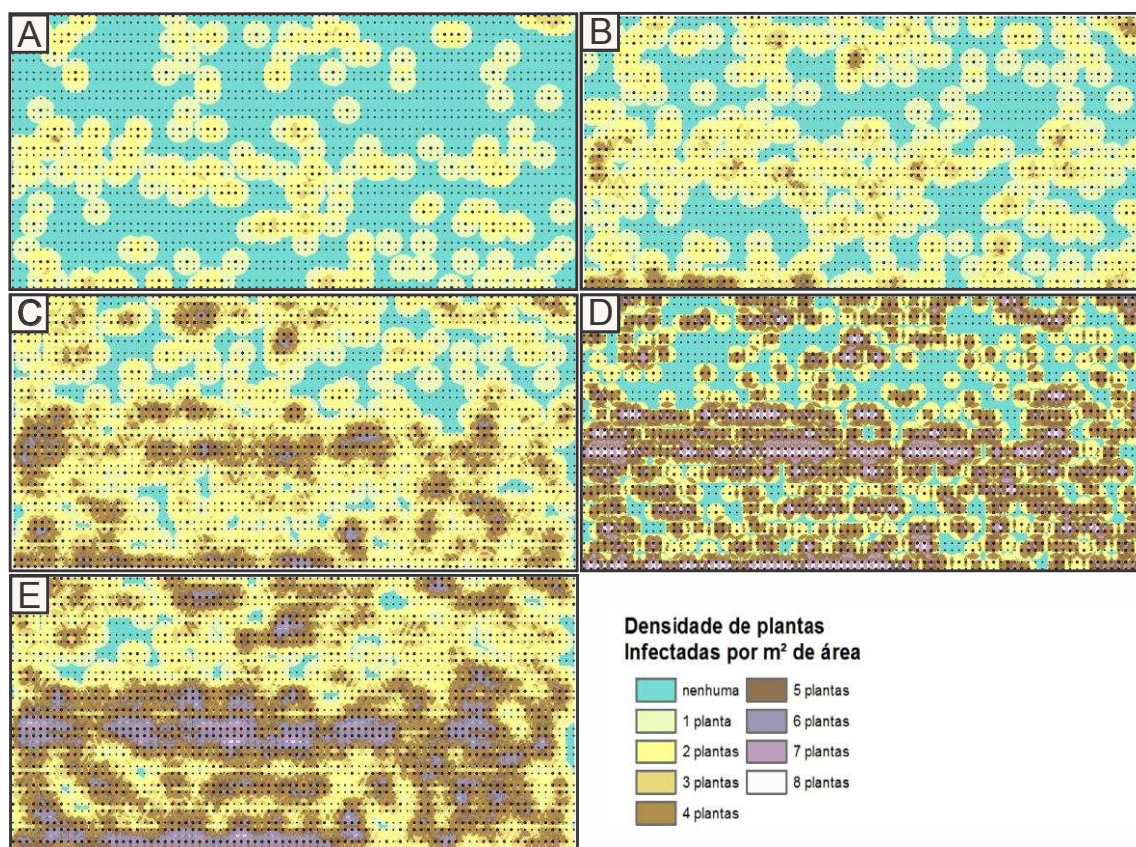 A
B
C
D
E
Densidade de plantas
Infectadas por m² de área
nenhuma
5 plantas
1 planta
6 plantas
2 plantas
7 plantas
3 plantas
8 plantas
4 plantas